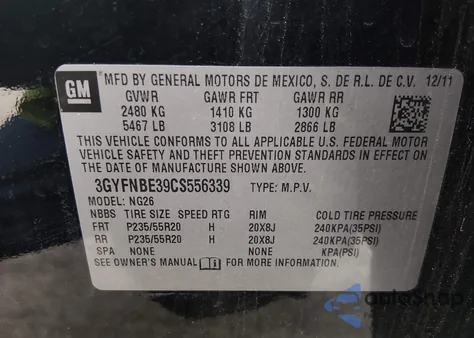 GM
MFD BY GENERAL MOTORS DE MEXICO, S. DE R.L. DE C.V. 12/11
GVWR GAWR FRT GAWR RR
2480 KG 1410 KG 1300 KG
5467 LB 3108 LB 2866 LB
THIS VEHICLE CONFORMS TO ALL APPLICABLE U.S. FEDERAL MOTOR
VEHICLE SAFETY AND THEFT PREVENTION STANDARDS IN EFFECT ON
THE DATE OF MANUFACTURE SHOWN ABOVE.
3GYFNBE39CS556339 TYPE: M.P.V.
MODEL: NG26
NBBS TIRE SIZE SPEED RTG RIM COLD TIRE PRESSURE
FRT P235/55R20 H 20X8J 240KPA(35PSI)
RR P235/55R20 H 20X8J 240KPA(35PSI)
SPA KPA(PSI)
SEE OWNER'S MANUAL FOR MORE INFORMATION.
AutoSnap